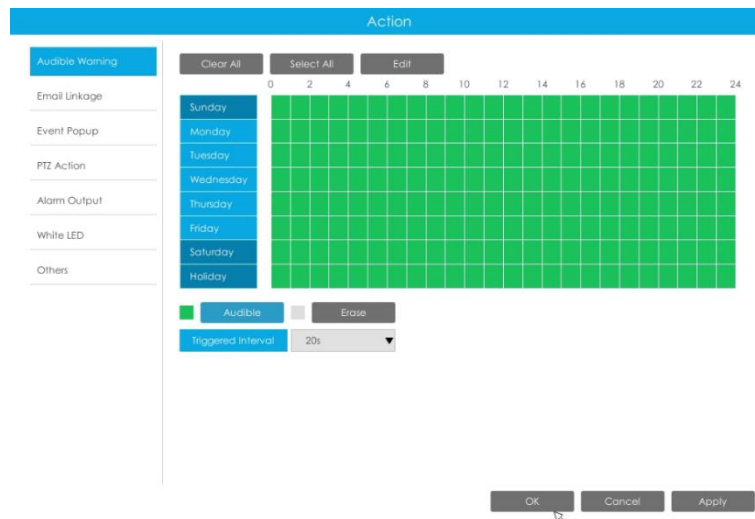 Action
Audible Warning
Email Linkage
Event Popup
PTZ Action
Alarm Output
White LED
Others
Clear All Select All Edit
0 2 4 6 8 10 12 14 16 18 20 22 24
Sunday
Monday
Tuesday
Wednesday
Thursday
Friday
Saturday
Holiday
Audible Erase
Triggered Interval 20s
OK Cancel Apply